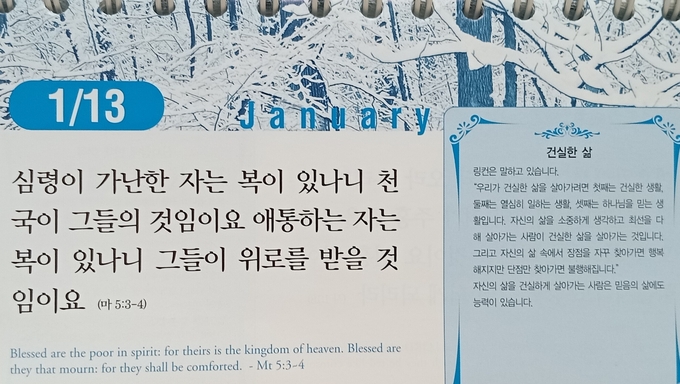 1/13
January
심령이 가난한 자는 복이 있나니 천
국이 그들의 것임이요 애통하는 자는
복이 있나니 그들이 위로를 받을 것
임이요 (마 5:3-4)
Blessed are the poor in spirit: for theirs is the kingdom of heaven. Blessed are
they that mourn: for they shall be comforted. - Mt 5:3-4
건실한 삶
링컨은 말하고 있습니다.
"우리가 건실한 삶을 살아가려면 첫째는 건실한 생활,
둘째는 열심히 일하는 생활, 셋째는 하나님을 믿는 생
활입니다. 자신의 삶을 소중하게 생각하고 최선을 다
해 살아가는 사람이 건실한 삶을 살아가는 것입니다.
그리고 자신의 삶 속에서 장점을 자꾸 찾아가면 행복
해지지만 단점만 찾아가면 불행해집니다."
자신의 삶을 건실하게 살아가는 사람은 믿음의 삶에도
능력이 있습니다.